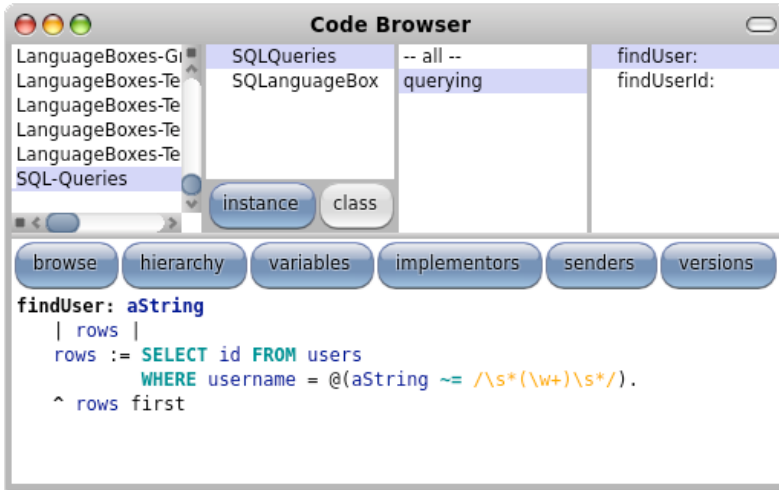 Code Browser
LanguageBoxes-Gr
LanguageBoxes-Te
LanguageBoxes-Te
LanguageBoxes-Te
LanguageBoxes-Te
SQL-Queries
SQLQueries
SQLanguageBox
instance class
-- all --
querying
findUser:
findUserId:
browse hierarchy variables implementors senders versions
findUser: aString
| rows |
rows := SELECT id FROM users
WHERE username = @(aString ~= /\s*(\w+)\s*/).
^ rows first